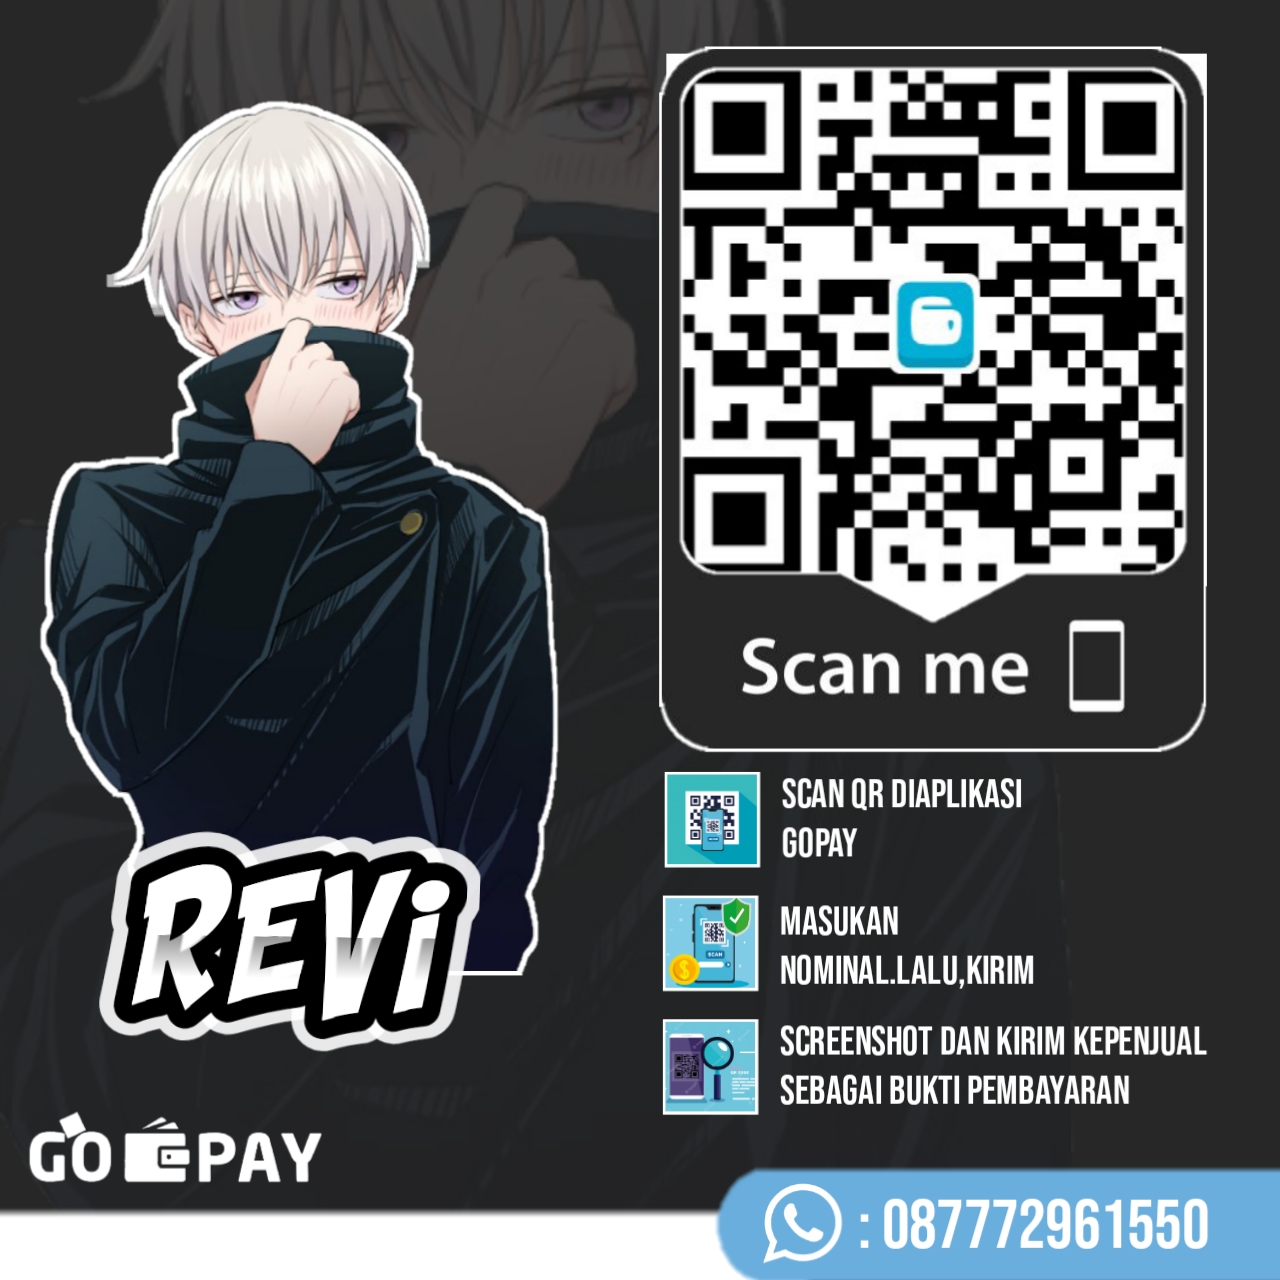 Scan me
SCAN QR DIAPLIKASI
GOPAY
MASUKAN
NOMINAL.LALU,KIRIM
SCREENSHOT DAN KIRIM KEPENJUAL
SEBAGAI BUKTI PEMBAYARAN
REVi
GO PAY
: 087772961550